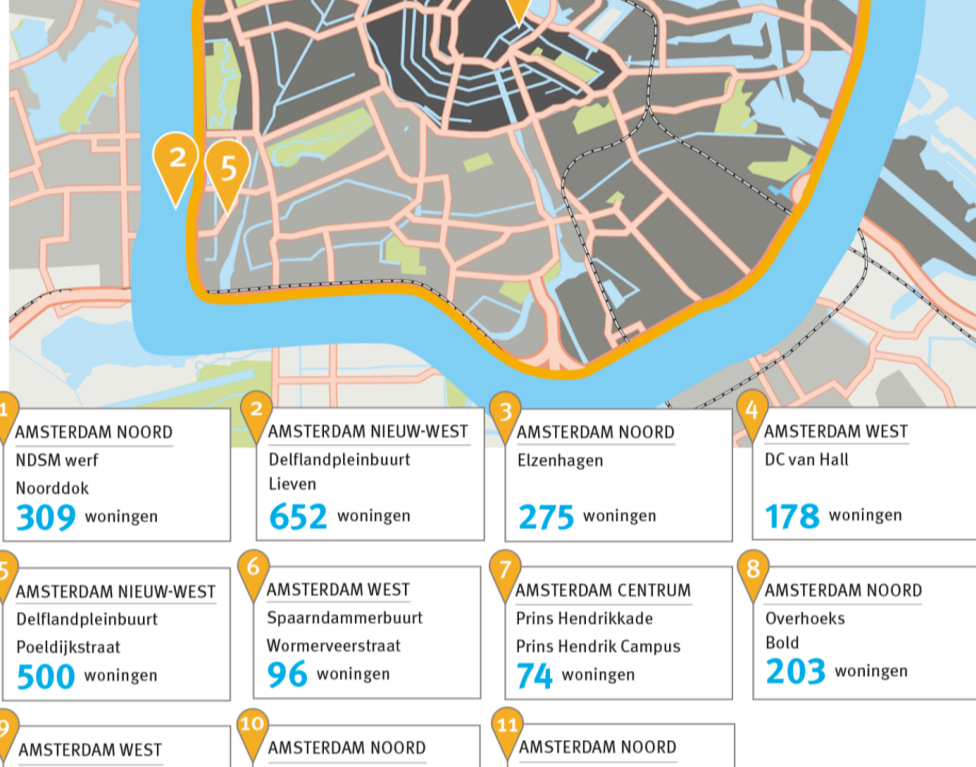 2
5
1
AMSTERDAM NOORD
NDSM werf
Noorddok
309 woningen
2
AMSTERDAM NIEUW-WEST
Delflandpleinbuurt
Lieven
652 woningen
3
AMSTERDAM NOORD
Elzenhagen
275 woningen
4
AMSTERDAM WEST
DC van Hall
178 woningen
5
AMSTERDAM NIEUW-WEST
Delflandpleinbuurt
Poeldijkstraat
500 woningen
6
AMSTERDAM WEST
Spaarndammerbuurt
Wormerveerstraat
96 woningen
7
AMSTERDAM CENTRUM
Prins Hendrikkade
Prins Hendrik Campus
74 woningen
8
AMSTERDAM NOORD
Overhoeks
Bold
203 woningen
9
AMSTERDAM WEST
10
AMSTERDAM NOORD
11
AMSTERDAM NOORD